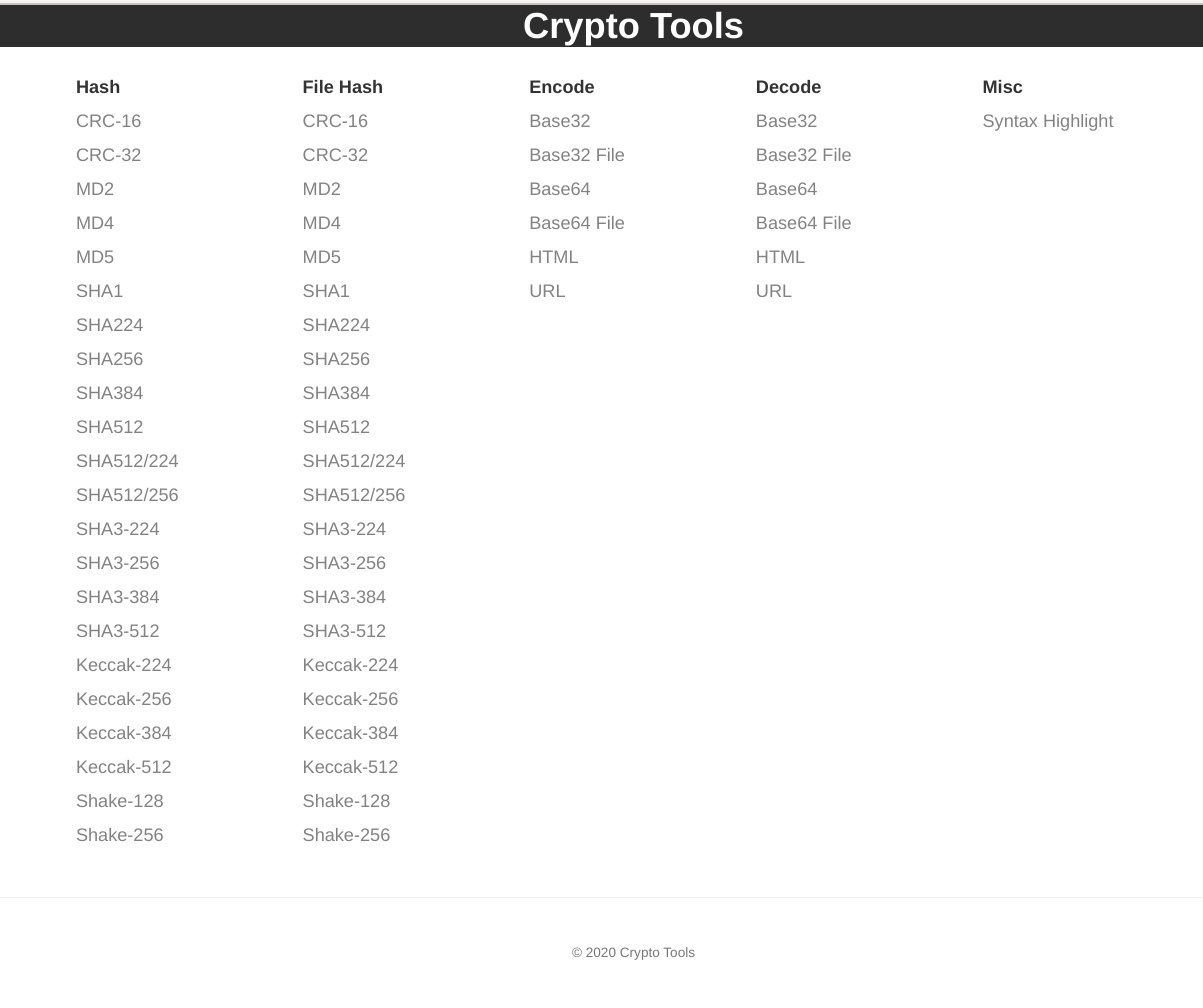 Crypto Tools
Hash
CRC-16
CRC-32
MD2
MD4
MD5
SHA1
SHA224
SHA256
SHA384
SHA512
SHA512/224
SHA512/256
SHA3-224
SHA3-256
SHA3-384
SHA3-512
Keccak-224
Keccak-256
Keccak-384
Keccak-512
Shake-128
Shake-256
File Hash
CRC-16
CRC-32
MD2
MD4
MD5
SHA1
SHA224
SHA256
SHA384
SHA512
SHA512/224
SHA512/256
SHA3-224
SHA3-256
SHA3-384
SHA3-512
Keccak-224
Keccak-256
Keccak-384
Keccak-512
Shake-128
Shake-256
Encode
Base32
Base32 File
Base64
Base64 File
HTML
URL
Decode
Base32
Base32 File
Base64
Base64 File
HTML
URL
Misc
Syntax Highlight
© 2020 Crypto Tools